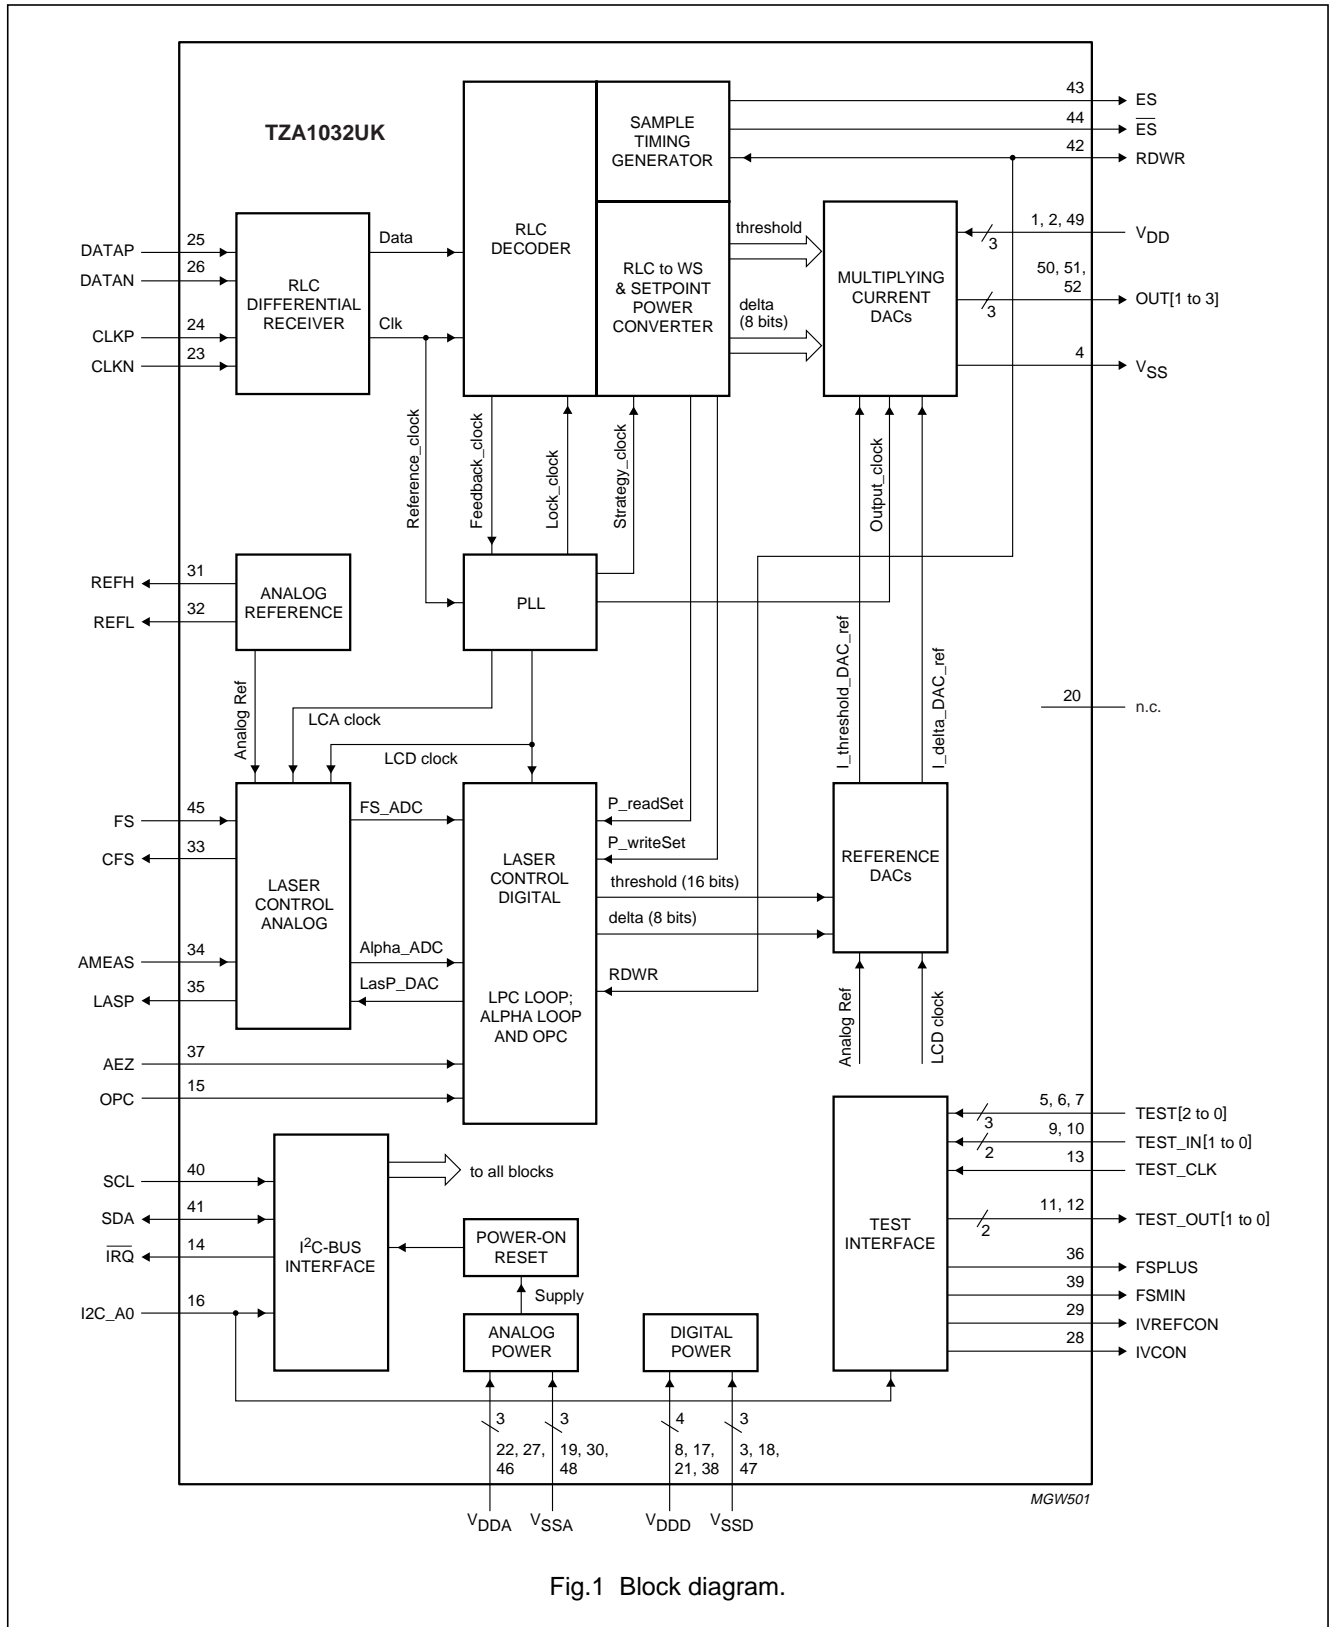 TZA1032UK
43
ES
44
ES
42
RDWR
SAMPLE
TIMING
GENERATOR
RLC
DECODER
RLC to WS
& SETPOINT
POWER
CONVERTER
threshold
delta
(8 bits)
MULTIPLYING
CURRENT
DACs
1, 2, 49
3
VDD
50, 51,
52
3
OUT[1 to 3]
4
VSS
DATAP
25
DATAN
26
CLKP
24
CLKN
23
RLC
DIFFERENTIAL
RECEIVER
Data
Clk
Reference_clock
Feedback_clock
Lock_clock
Strategy_clock
Output_clock
REFH
31
REFL
32
ANALOG
REFERENCE
PLL
I_threshold_DAC_ref
I_delta_DAC_ref
20
n.c.
Analog Ref
LCA clock
LCD clock
FS
45
CFS
33
AMEAS
34
LASP
35
AEZ
37
OPC
15
LASER
CONTROL
ANALOG
FS_ADC
Alpha_ADC
LasP_DAC
LASER
CONTROL
DIGITAL
LPC LOOP;
ALPHA LOOP
AND OPC
P_readSet
P_writeSet
threshold (16 bits)
delta (8 bits)
RDWR
REFERENCE
DACs
Analog Ref
LCD clock
SCL
40
SDA
41
IRQ
14
I2C_A0
16
I2C-BUS
INTERFACE
to all blocks
POWER-ON
RESET
Supply
ANALOG
POWER
DIGITAL
POWER
TEST
INTERFACE
5, 6, 7
3
TEST[2 to 0]
9, 10
2
TEST_IN[1 to 0]
13
TEST_CLK
11, 12
2
TEST_OUT[1 to 0]
36
FSPLUS
39
FSMIN
29
IVREFCON
28
IVCON
3
22, 27,
46
3
19, 30,
48
4
8, 17,
21, 38
3
3, 18,
47
VDDA
VSSA
VDDD
VSSD
MGW501
Fig.1 Block diagram.